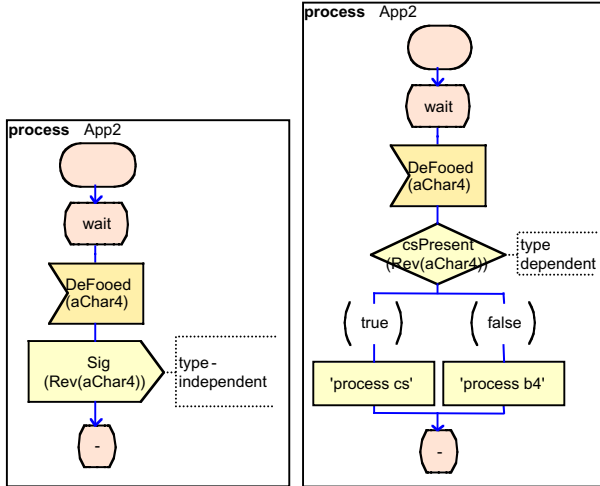 process App2
wait
DeFooed
(aChar4)
Sig
(Rev(aChar4))
type-
independent
-
process App2
wait
DeFooed
(aChar4)
csPresent
(Rev(aChar4))
type
dependent
(true)
(false)
'process cs'
'process b4'
-